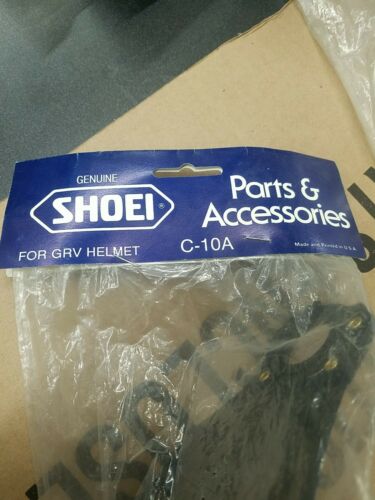 GENUINE
SHOEI®
FOR GRV HELMET
Parts &
Accessories
C-10A
Made and Printed in U.S.A.